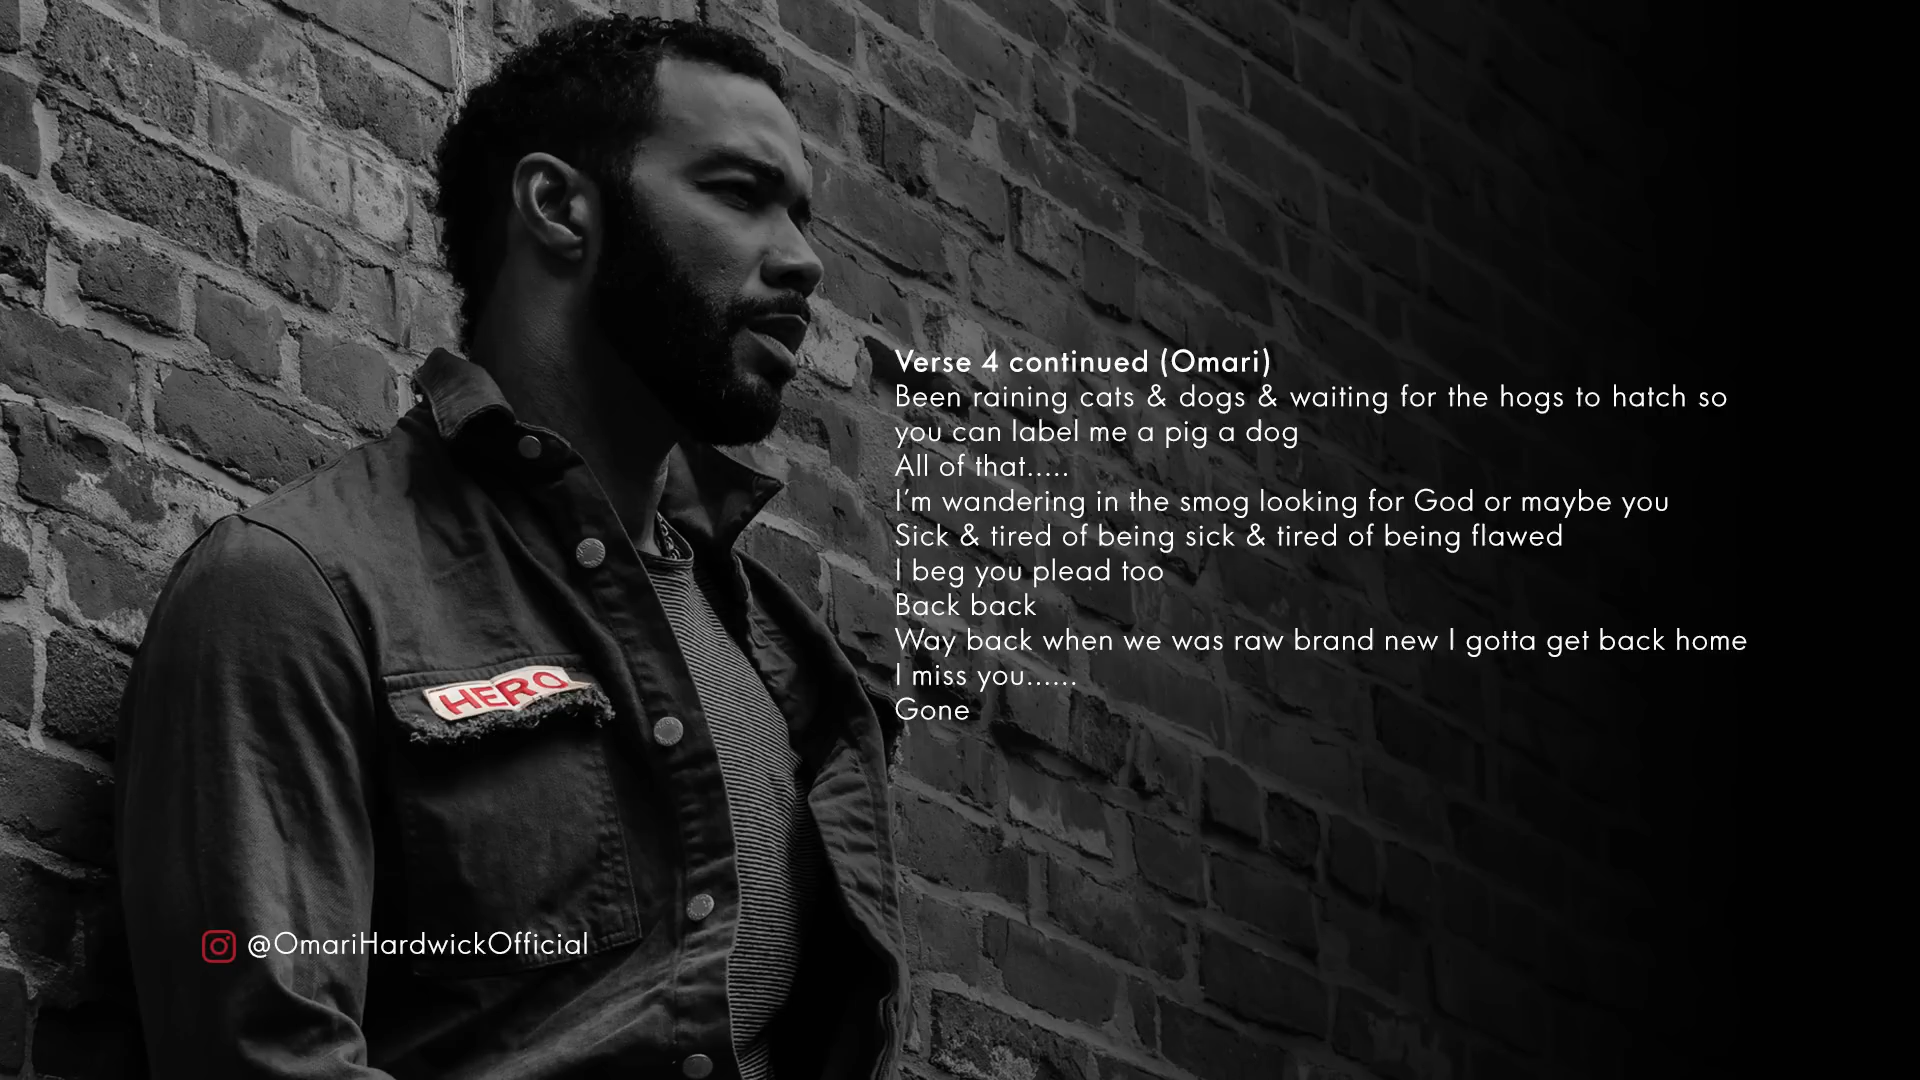 Verse 4 continued (Omari)
Been raining cats & dogs & waiting for the hogs to hatch so
you can label me a pig a dog
All of that.....
I'm wandering in the smog looking for God or maybe you
Sick & tired of being sick & tired of being flawed
I beg you plead too
Back back
Way back when we was raw brand new I gotta get back home
I miss you......
Gone
HERO
@OmariHardwickOfficial